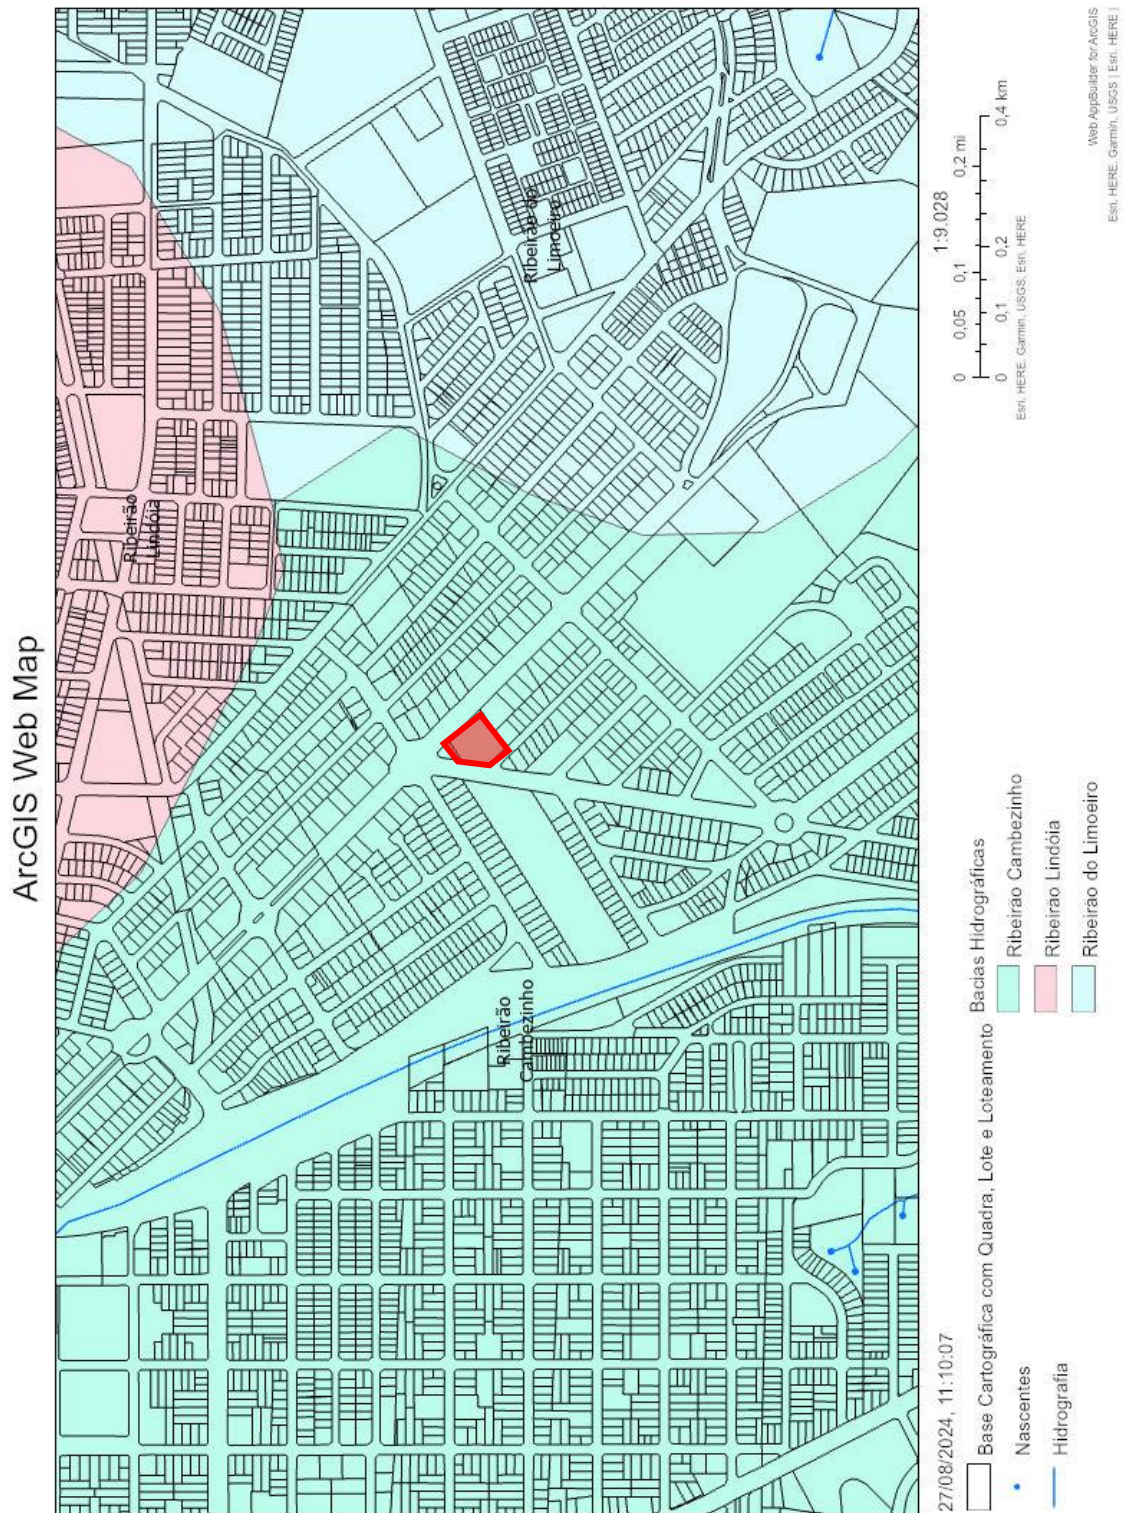 ArcGIS Web Map
Ribeirão
Lindóia
Ribeirão do
Limoeiro
Ribeirão
Cambezinho
27/08/2024, 11:10:07
1:9.028
0 0,05 0,1 0,2 mi
0 0,1 0,2 0,4 km
Base Cartográfica com Quadra, Lote e Loteamento
Nascentes
Hidrografia
Bacias Hidrográficas
Ribeirão Cambezinho
Ribeirão Lindóia
Ribeirão do Limoeiro
Esri, HERE, Garmin, USGS, Esri, HERE
Web AppBuilder for ArcGIS
Esri, HERE, Garmin, USGS | Esri, HERE |